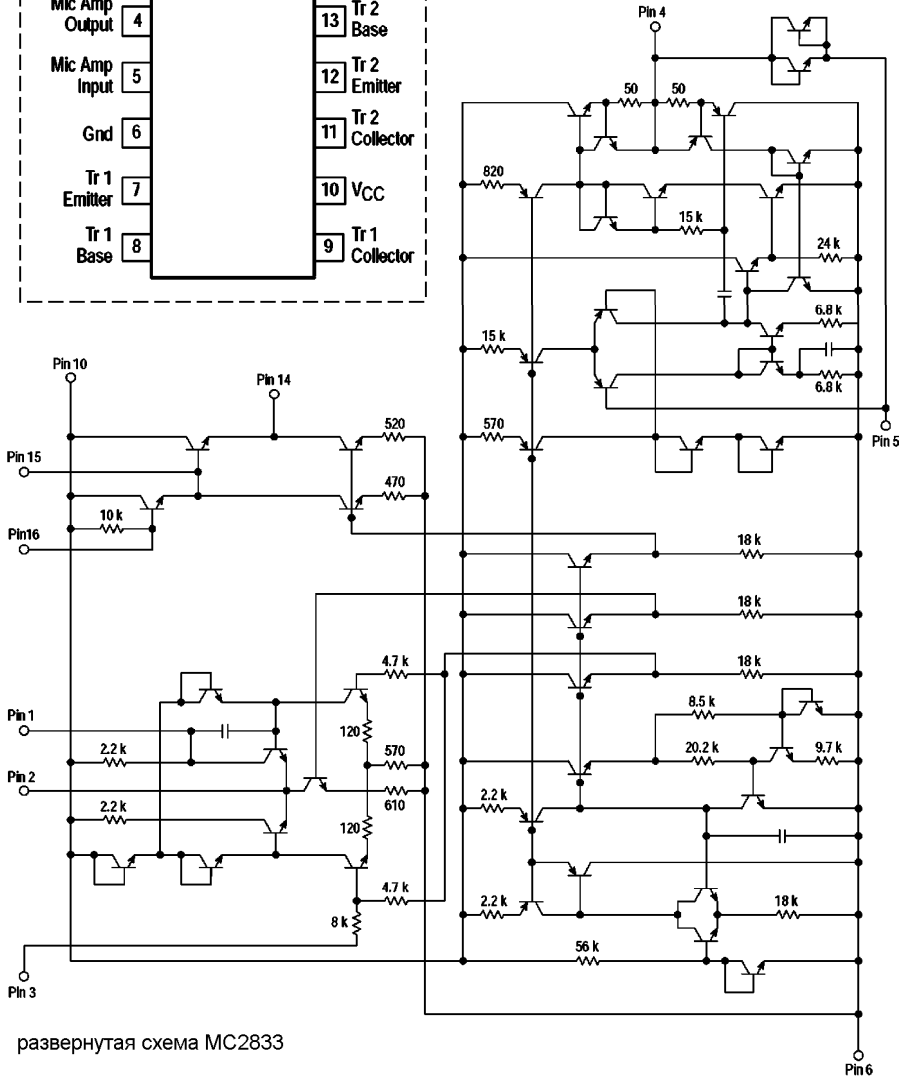 Mic Amp
Output 4
13 Tr 2
Base
Mic Amp
Input 5
12 Tr 2
Emitter
Gnd 6
11 Tr 2
Collector
Tr 1
Emitter 7
10 VCC
Tr 1
Base 8
9 Tr 1
Collector
Pin 4
50 50
820
15 k
24 k
6.8 k
15 k
6.8 k
Pin 10
Pin 14
520
570
Pin 5
Pin 15
470
10 k
Pin16
18 k
18 k
4.7 k
18 k
8.5 k
Pin 1
120
570
20.2 k
9.7 k
2.2 k
Pin 2
610
2.2 k
2.2 k
120
4.7 k
2.2 k
18 k
8 k
56 k
Pin 3
развернутая схема MC2833
Pin 6